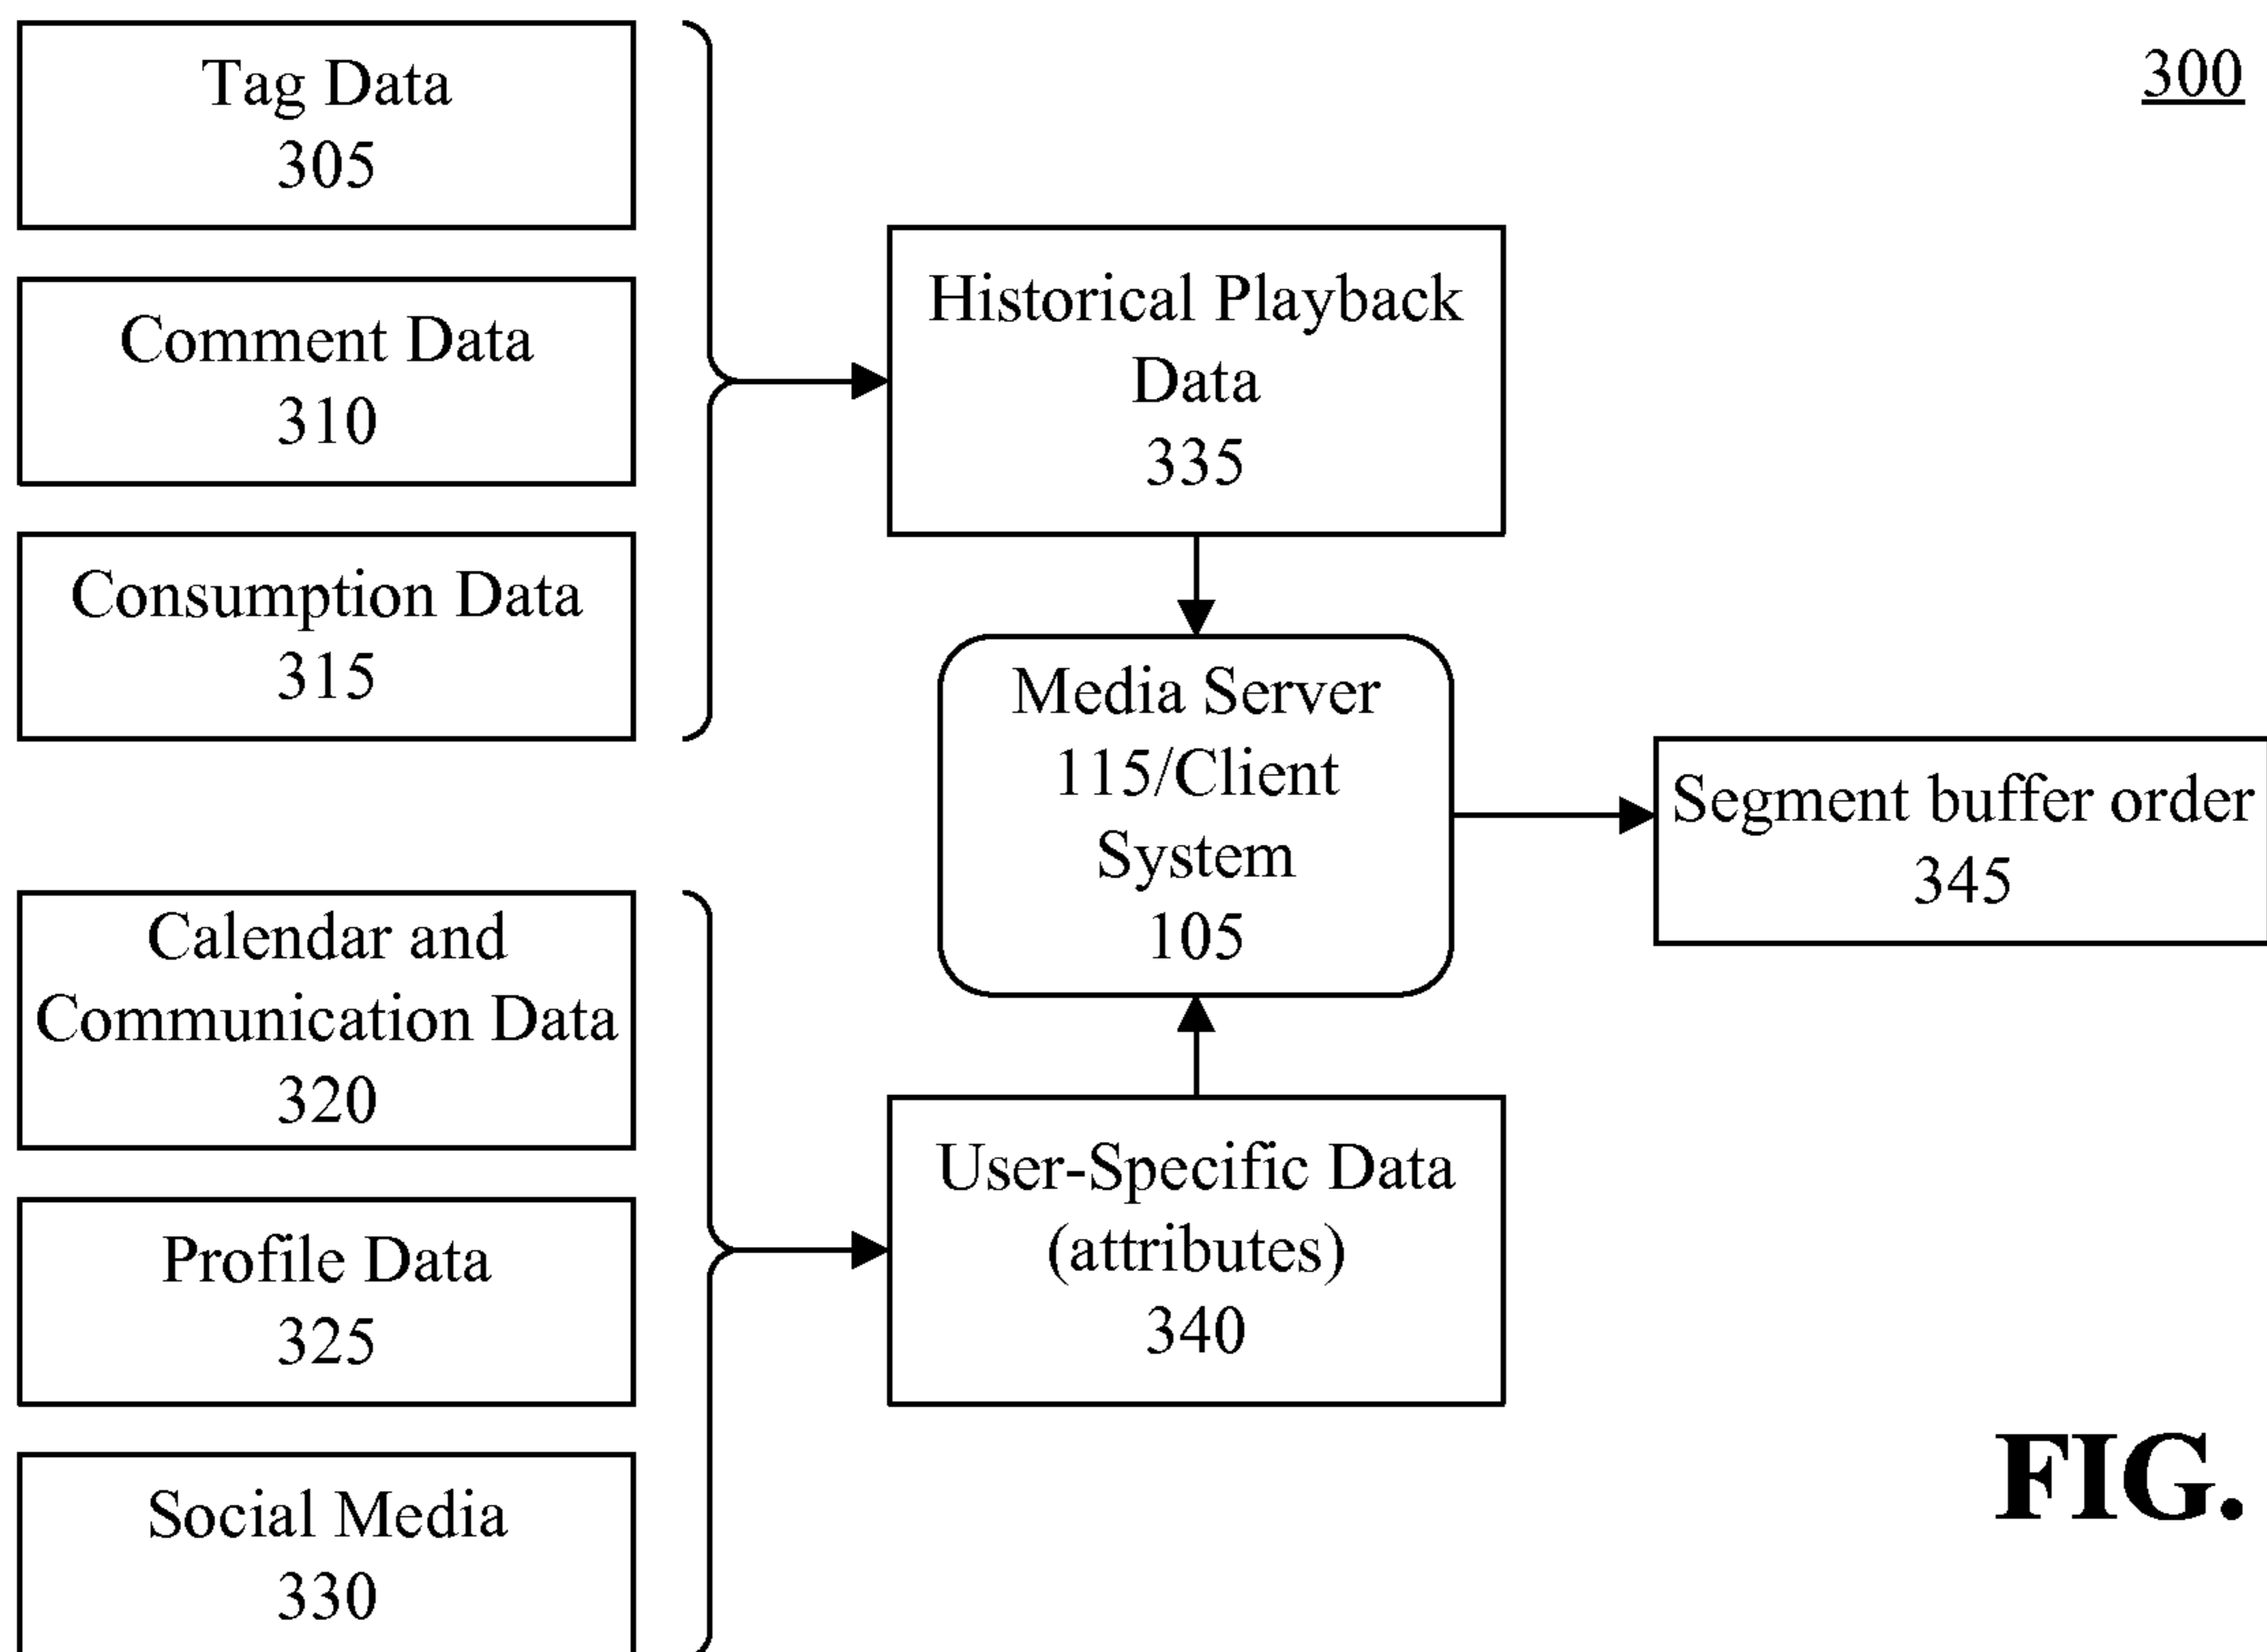 Tag Data
305
Comment Data
310
Consumption Data
315
Calendar and
Communication Data
320
Profile Data
325
Social Media
330
Historical Playback
Data
335
Media Server
115/Client
System
105
User-Specific Data
(attributes)
340
Segment buffer order
345
300
FIG.